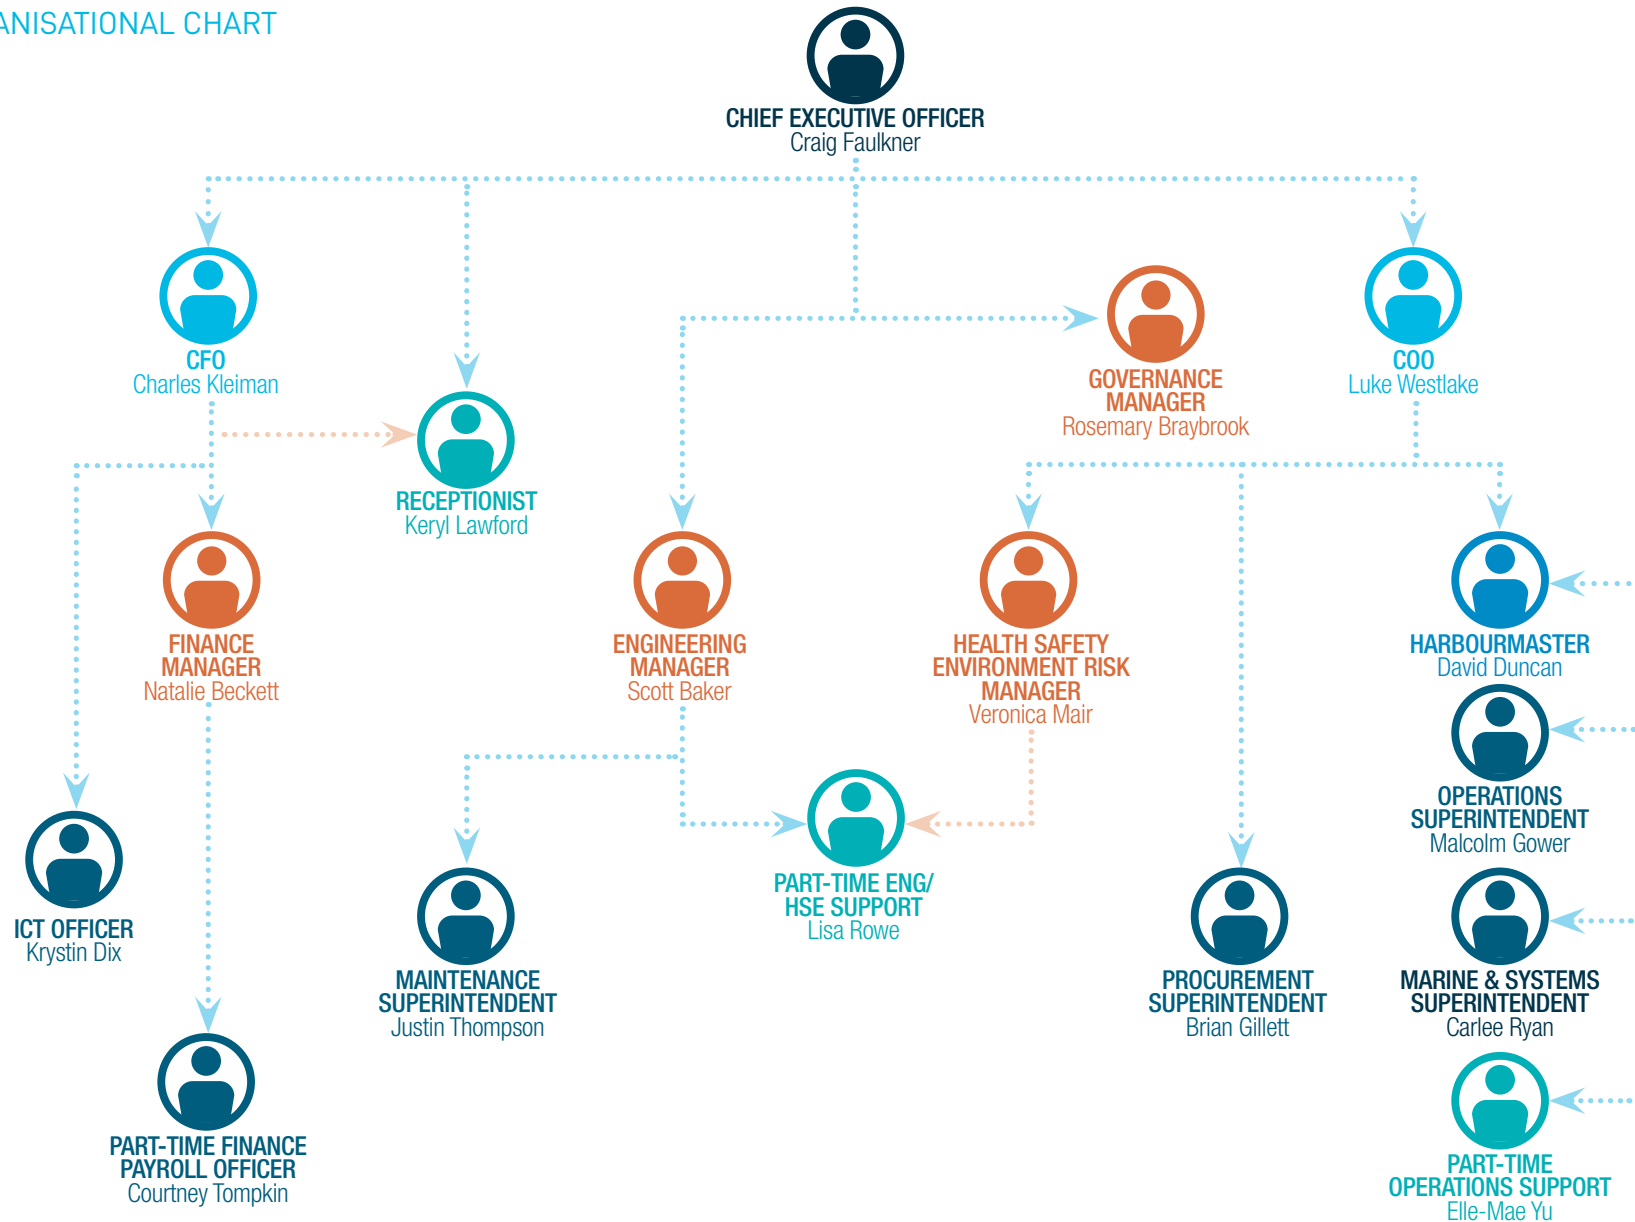 ANISATIONAL CHART
CHIEF EXECUTIVE OFFICER
Craig Faulkner
CFO
Charles Kleiman
RECEPTIONIST
Keryl Lawford
GOVERNANCE
MANAGER
Rosemary Braybrook
COO
Luke Westlake
FINANCE
MANAGER
Natalie Beckett
ENGINEERING
MANAGER
Scott Baker
HEALTH SAFETY
ENVIRONMENT RISK
MANAGER
Veronica Mair
HARBOURMASTER
David Duncan
OPERATIONS
SUPERINTENDENT
Malcolm Gower
ICT OFFICER
Krystin Dix
MAINTENANCE
SUPERINTENDENT
Justin Thompson
PART-TIME ENG/
HSE SUPPORT
Lisa Rowe
PROCUREMENT
SUPERINTENDENT
Brian Gillett
MARINE & SYSTEMS
SUPERINTENDENT
Carlee Ryan
PART-TIME FINANCE
PAYROLL OFFICER
Courtney Tompkin
PART-TIME
OPERATIONS SUPPORT
Elle-Mae Yu